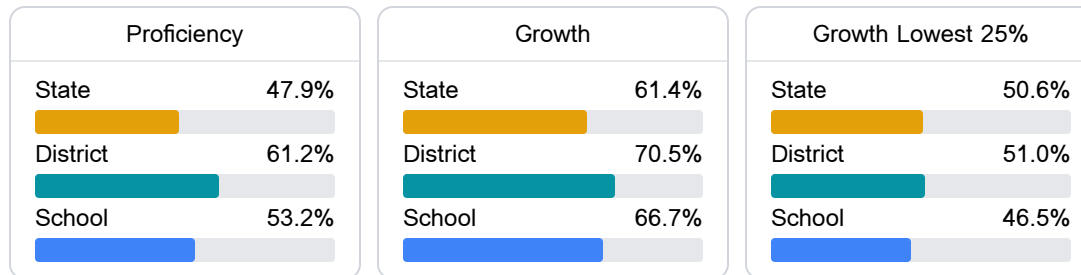 Proficiency
State 47.9%
District 61.2%
School 53.2%
Growth
State 61.4%
District 70.5%
School 66.7%
Growth Lowest 25%
State 50.6%
District 51.0%
School 46.5%